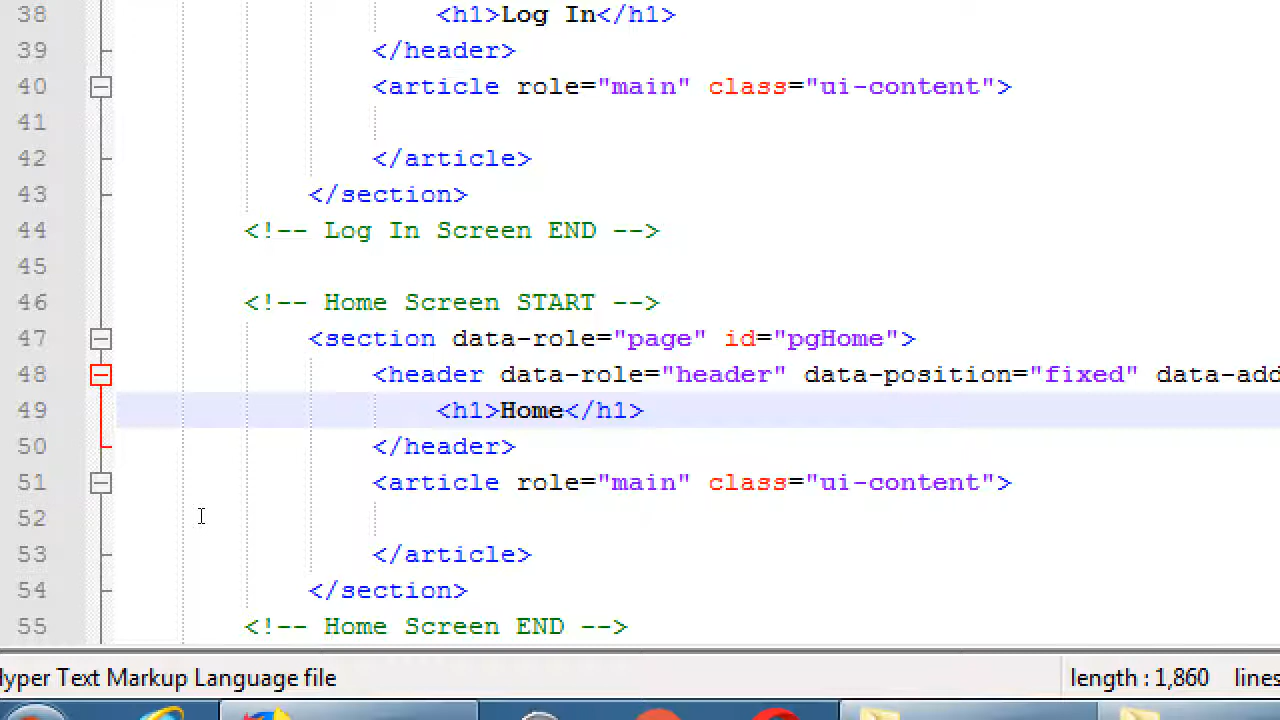 38 <h1>Log In</h1>
39 </header>
40 <article role="main" class="ui-content">
41
42 </article>
43 </section>
44 <!-- Log In Screen END -->
45
46 <!-- Home Screen START -->
47 <section data-role="page" id="pgHome">
48 <header data-role="header" data-position="fixed" data-add
49 <h1>Home</h1>
50 </header>
51 <article role="main" class="ui-content">
52
53 </article>
54 </section>
55 <!-- Home Screen END -->
Hyper Text Markup Language file length : 1,860 lines